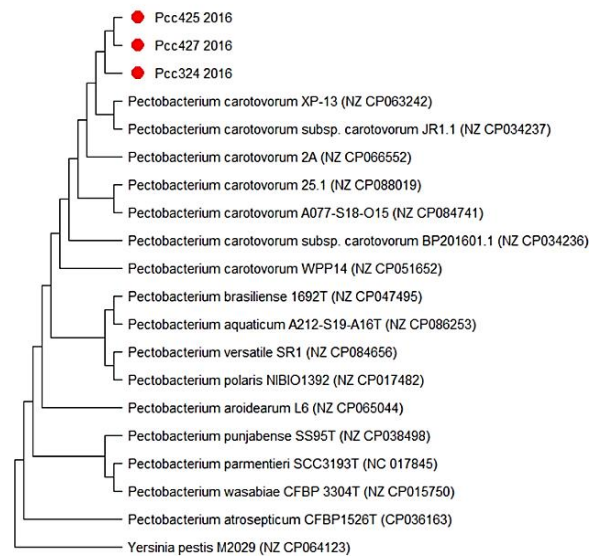 Pcc425 2016
Pcc427 2016
Pcc324 2016
Pectobacterium carotovorum XP-13 (NZ CP063242)
Pectobacterium carotovorum subsp. carotovorum JR1.1 (NZ CP034237)
Pectobacterium carotovorum 2A (NZ CP066552)
Pectobacterium carotovorum 25.1 (NZ CP088019)
Pectobacterium carotovorum A077-S18-O15 (NZ CP084741)
Pectobacterium carotovorum subsp. carotovorum BP201601.1 (NZ CP034236)
Pectobacterium carotovorum WPP14 (NZ CP051652)
Pectobacterium brasiliense 1692T (NZ CP047495)
Pectobacterium aquaticum A212-S19-A16T (NZ CP086253)
Pectobacterium versatile SR1 (NZ CP084656)
Pectobacterium polaris NIBIO1392 (NZ CP017482)
Pectobacterium aroidearum L6 (NZ CP065044)
Pectobacterium punjabense SS95T (NZ CP038498)
Pectobacterium parmentieri SCC3193T (NC 017845)
Pectobacterium wasabiae CFBP 3304T (NZ CP015750)
Pectobacterium atrosepticum CFBP1526T (CP036163)
Yersinia pestis M2029 (NZ CP064123)